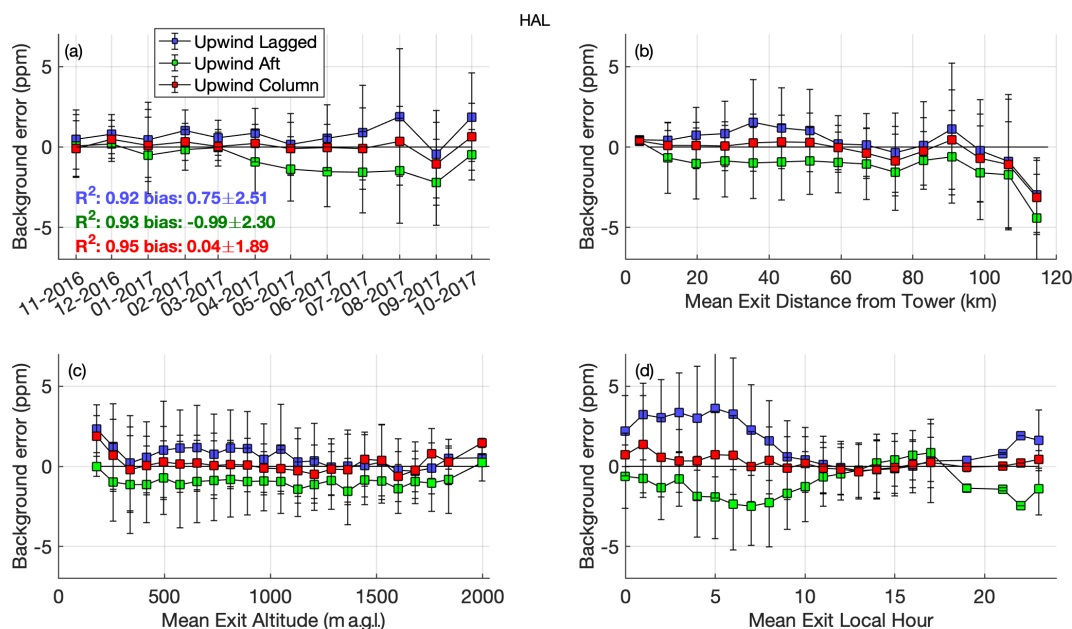 HAL
(a)
Upwind Lagged
Upwind Aft
Upwind Column
Background error (ppm)
5
0
-5
R²: 0.92 bias: 0.75±2.51
R²: 0.93 bias: -0.99±2.30
R²: 0.95 bias: 0.04±1.89
11-2016
12-2016
01-2017
02-2017
03-2017
04-2017
05-2017
06-2017
07-2017
08-2017
09-2017
10-2017
(b)
Background error (ppm)
5
0
-5
0 20 40 60 80 100 120
Mean Exit Distance from Tower (km)
(c)
Background error (ppm)
5
0
-5
0 500 1000 1500 2000
Mean Exit Altitude (m a.g.l.)
(d)
Background error (ppm)
5
0
-5
0 5 10 15 20
Mean Exit Local Hour